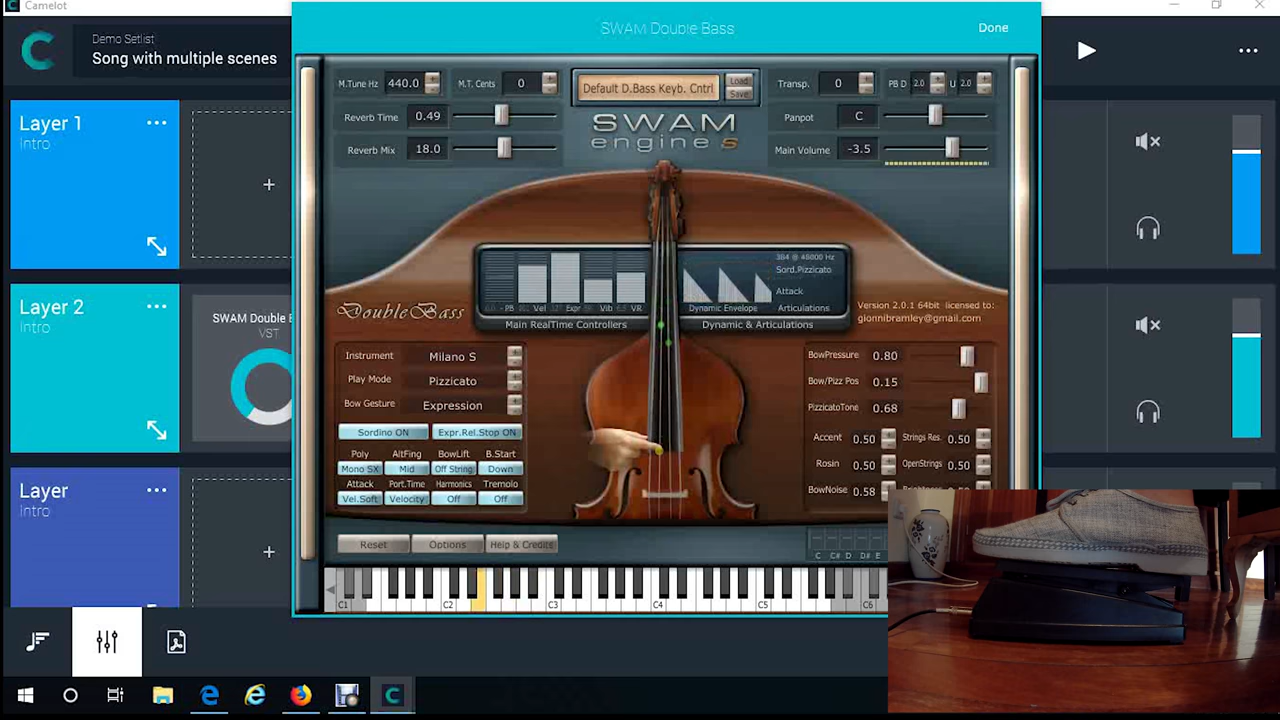 Camelot
SWAM Double Bass
Done
Demo Setlist
Song with multiple scenes
M.Tune Hz 440.0
M.T. Cents 0
Default D.Bass Keyb. Cntrl
Load
Save
Transp. 0
PB D 2.0 U 2.0
Reverb Time 0.49
Panpot C
SWAM
engine s
Reverb Mix 18.0
Main Volume -3.5
Layer 1
Intro
384 @ 48000 Hz
Sord.Pizzicato
Attack
PB Vel Expr Vib VR
Dynamic Envelope
Articulations
Main RealTime Controllers
Dynamic & Articulations
DoubleBass
Version 2.0.1 64bit licensed to:
gionnibramley@gmail.com
Layer 2
Intro
SWAM Double B
VST
Instrument Milano S
Play Mode Pizzicato
Bow Gesture Expression
Sordino ON
Expr.Rel.Stop ON
Poly AltFing BowLift B.Start
Mono SX Mid Off String Down
Attack Port.Time Harmonics Tremolo
Vel.Soft Velocity Off Off
BowPressure 0.80
Bow/Pizz Pos 0.15
PizzicatoTone 0.68
Accent 0.50 Strings Res. 0.50
Rosin 0.50 OpenStrings 0.50
BowNoise 0.58
Layer
Intro
Reset
Options
Help & Credits
C C# D D# E
C1 C2 C3 C4 C5 C6